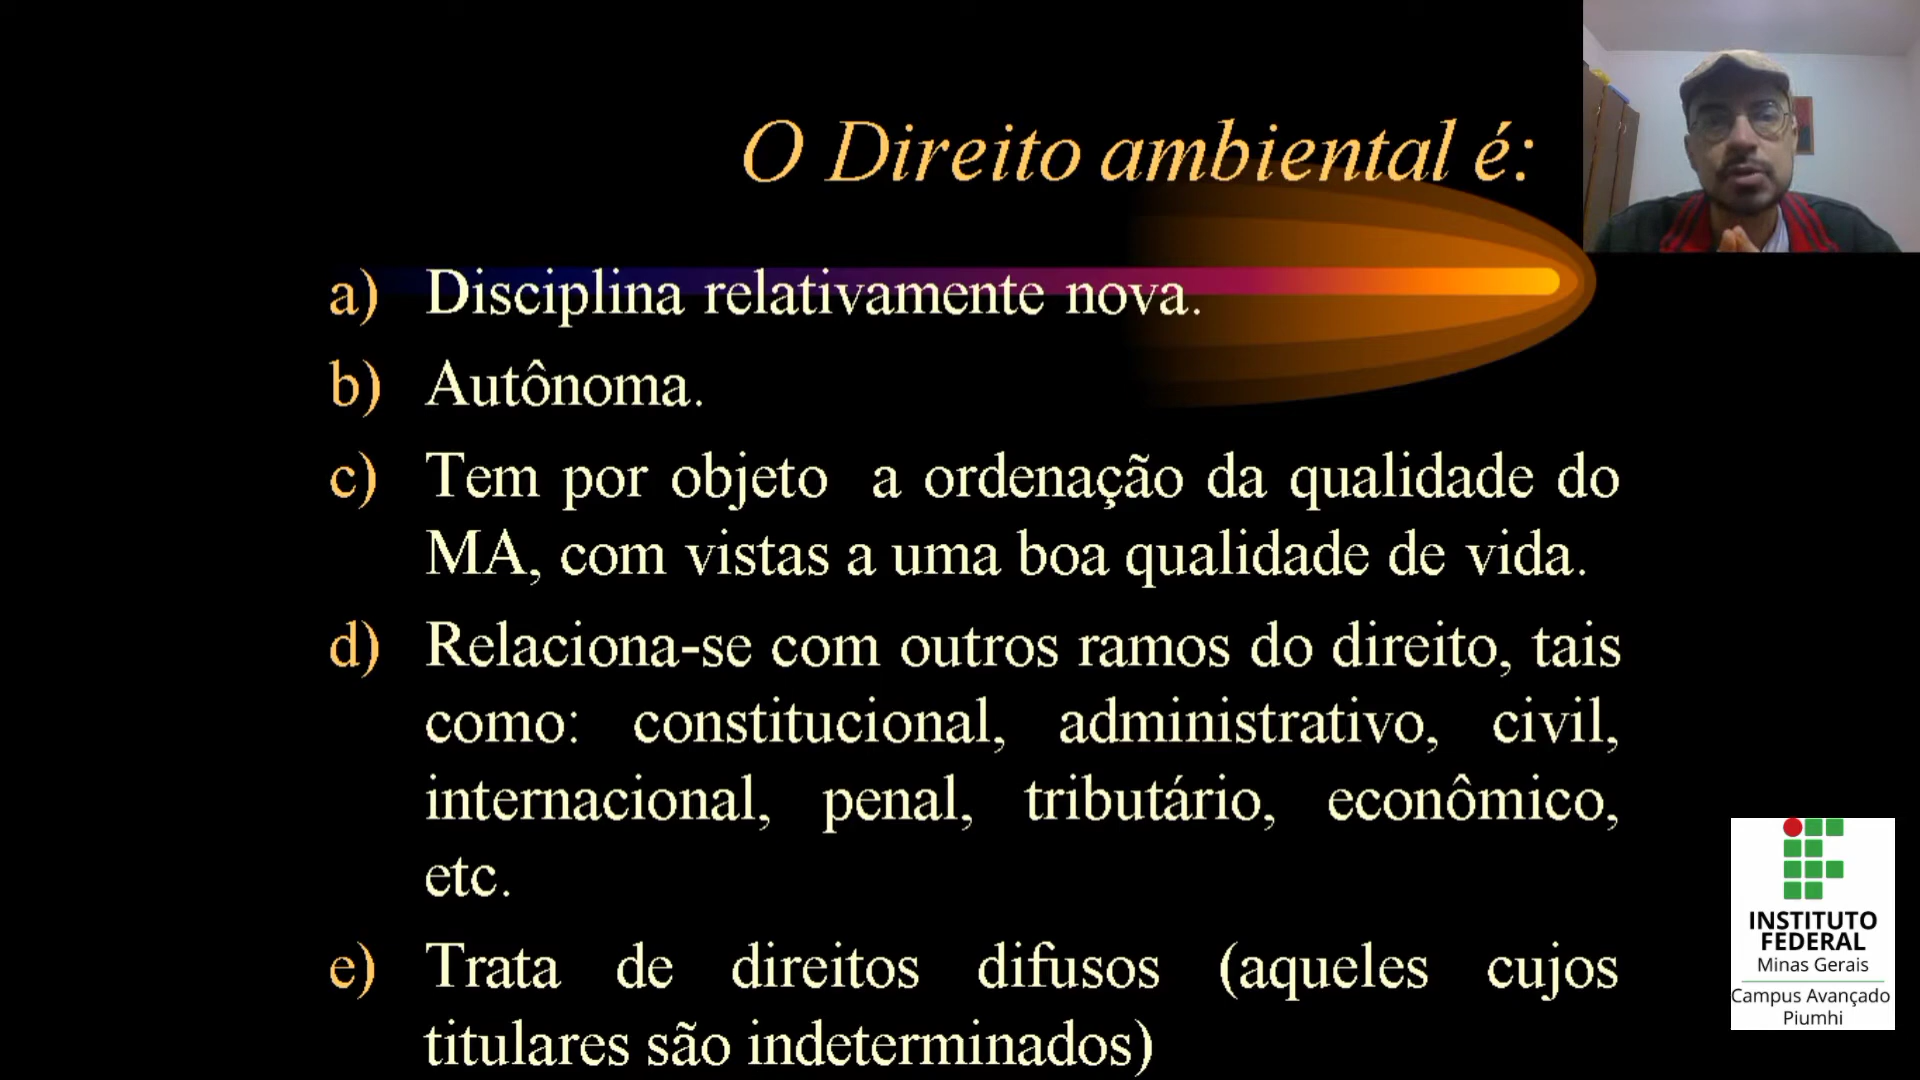 O Direito ambiental é:
a) Disciplina relativamente nova.
b) Autônoma.
c) Tem por objeto a ordenação da qualidade do
MA, com vistas a uma boa qualidade de vida.
d) Relaciona-se com outros ramos do direito, tais
como: constitucional, administrativo, civil,
internacional, penal, tributário, econômico,
etc.
e) Trata de direitos difusos (aqueles cujos
titulares são indeterminados)
INSTITUTO
FEDERAL
Minas Gerais
Campus Avançado
Piumhi